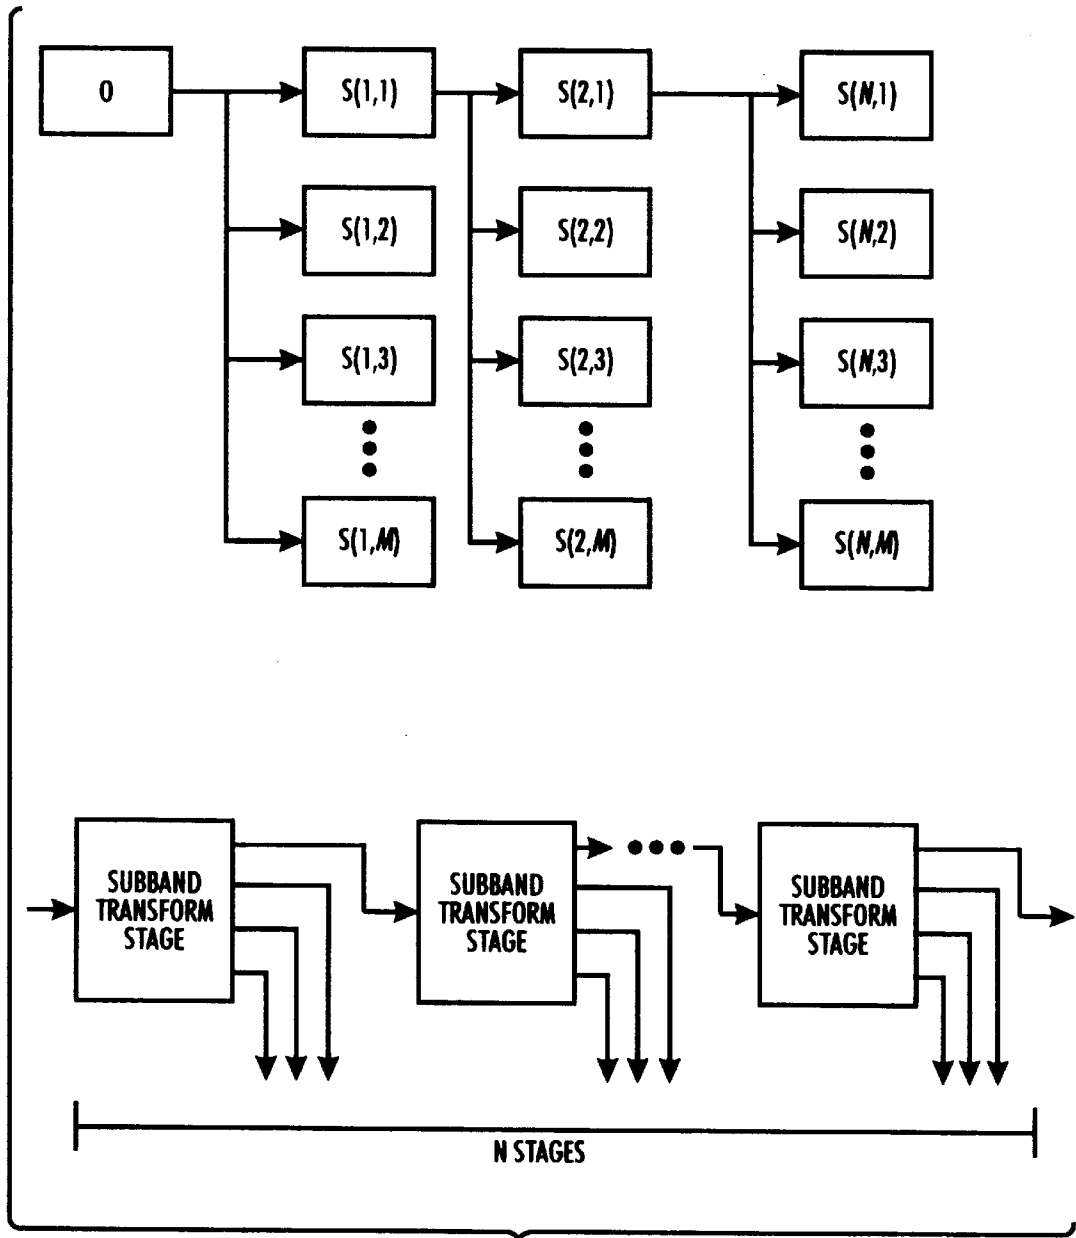 0
S(1,1)
S(2,1)
S(N,1)
S(1,2)
S(2,2)
S(N,2)
S(1,3)
S(2,3)
S(N,3)
S(1,M)
S(2,M)
S(N,M)
SUBBAND
TRANSFORM
STAGE
SUBBAND
TRANSFORM
STAGE
SUBBAND
TRANSFORM
STAGE
N STAGES